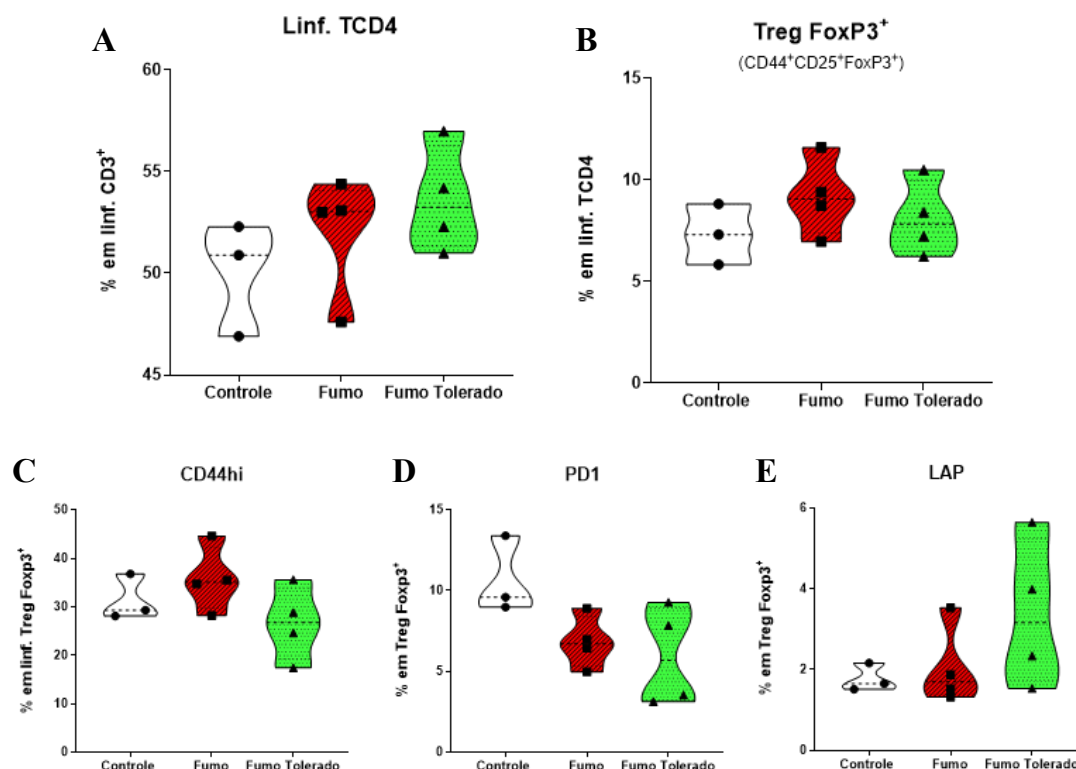 A
Linf. TCD4
% em linf. CD3⁺
60
55
50
45
Controle
Fumo
Fumo Tolerado
B
Treg FoxP3⁺
(CD44⁺CD25⁺FoxP3⁺)
% em linf. TCD4
15
10
5
0
Controle
Fumo
Fumo Tolerado
C
CD44hi
% em linf. Treg Foxp3⁺
50
40
30
20
10
0
Controle
Fumo
Fumo Tolerado
D
PD1
% em Treg Foxp3⁺
15
10
5
0
Controle
Fumo
Fumo Tolerado
E
LAP
% em Treg Foxp3⁺
6
4
2
0
Controle
Fumo
Fumo Tolerado